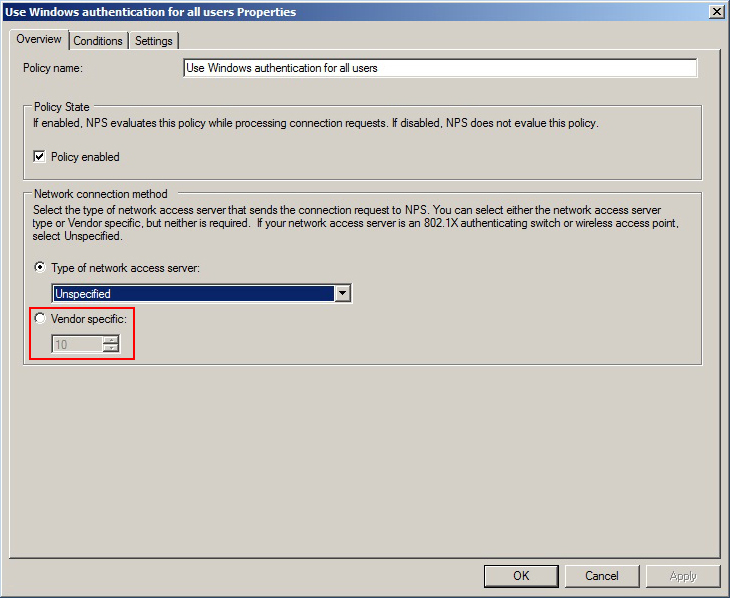 Use Windows authentication for all users Properties
Overview
Conditions
Settings
Policy name:
Use Windows authentication for all users
Policy State
If enabled, NPS evaluates this policy while processing connection requests. If disabled, NPS does not evalue this policy.
Policy enabled
Network connection method
Select the type of network access server that sends the connection request to NPS. You can select either the network access server
type or Vendor specific, but neither is required. If your network access server is an 802.1X authenticating switch or wireless access point,
select Unspecified.
Type of network access server:
Unspecified
Vendor specific:
10
OK
Cancel
Apply